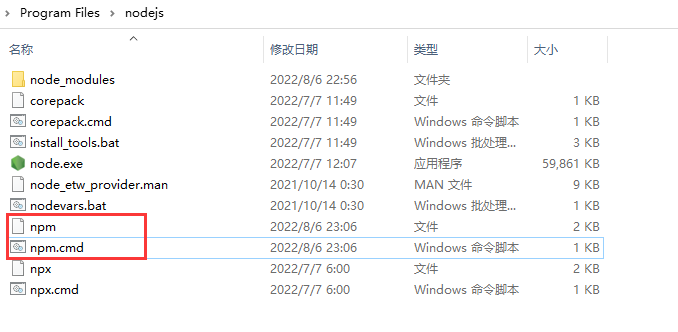 Program Files > nodejs
名称 修改日期 类型 大小
node_modules 2022/8/6 22:56 文件夹
corepack 2022/7/7 11:49 文件 1 KB
corepack.cmd 2022/7/7 11:49 Windows 命令脚本 1 KB
install_tools.bat 2022/7/7 11:49 Windows 批处理... 3 KB
node.exe 2022/7/7 12:07 应用程序 59,861 KB
node_etw_provider.man 2021/10/14 0:30 MAN 文件 9 KB
nodevars.bat 2021/10/14 0:30 Windows 批处理... 1 KB
npm 2022/8/6 23:06 文件 2 KB
npm.cmd 2022/8/6 23:06 Windows 命令脚本 1 KB
npx 2022/7/7 6:00 文件 2 KB
npx.cmd 2022/7/7 6:00 Windows 命令脚本 1 KB